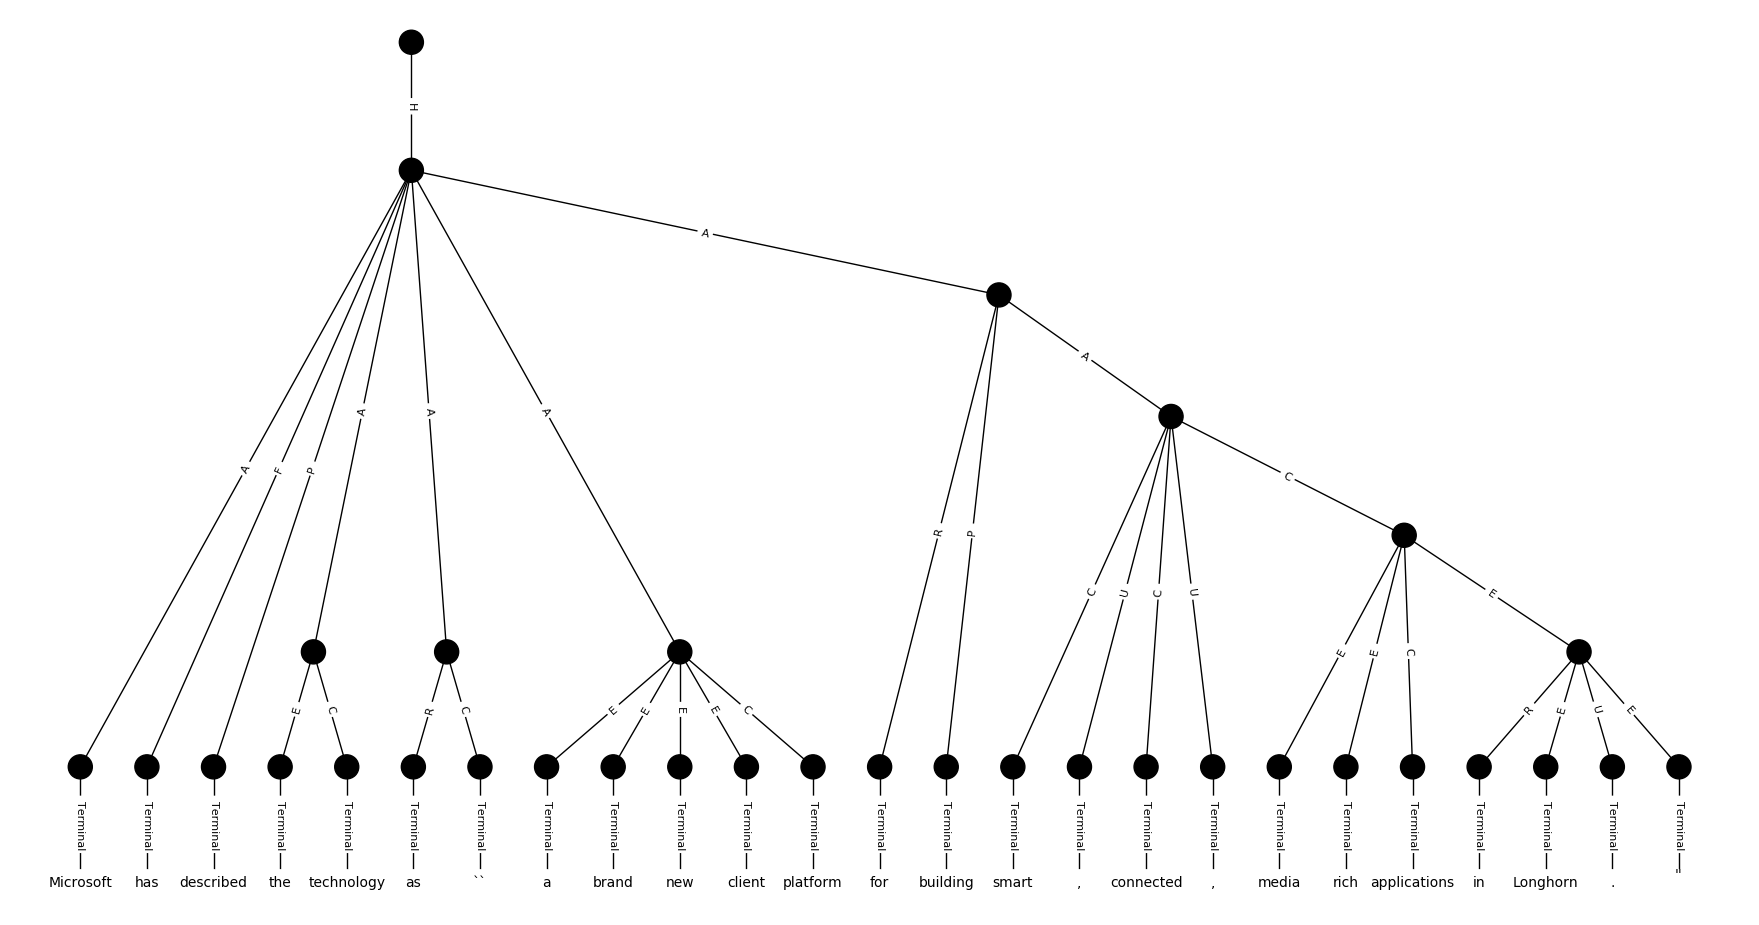 H
A
A
A
A
A
A
C
F
P
A
R
P
C
U
C
U
E
E
E
C
E
C
R
C
E
E
E
E
C
R
E
U
E
Terminal Terminal Terminal Terminal Terminal Terminal Terminal Terminal Terminal Terminal Terminal Terminal Terminal Terminal Terminal Terminal Terminal Terminal Terminal Terminal Terminal Terminal Terminal Terminal Terminal
Microsoft has described the technology as `` a brand new client platform for building smart , connected , media rich applications in Longhorn . "